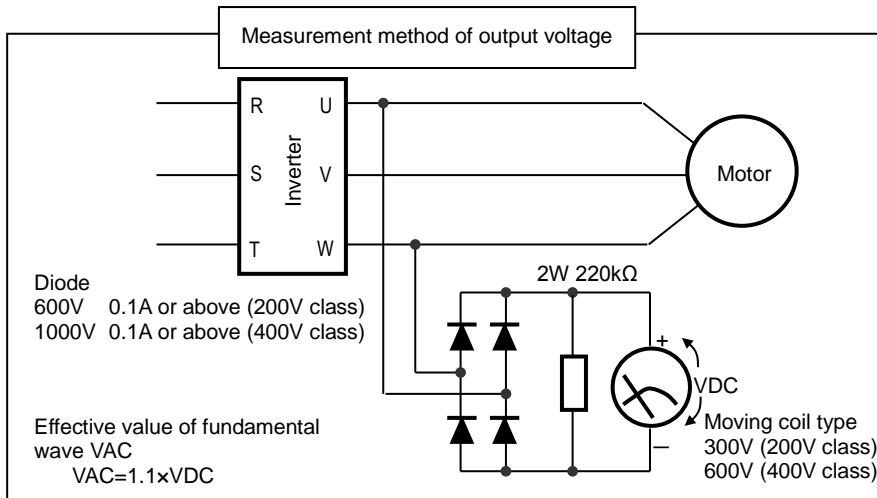 Measurement method of output voltage
R
U
S
Inverter
V
Motor
T
W
2W 220kΩ
Diode
600V 0.1A or above (200V class)
1000V 0.1A or above (400V class)
+
VDC
−
Moving coil type
300V (200V class)
600V (400V class)
Effective value of fundamental
wave VAC
VAC=1.1×VDC